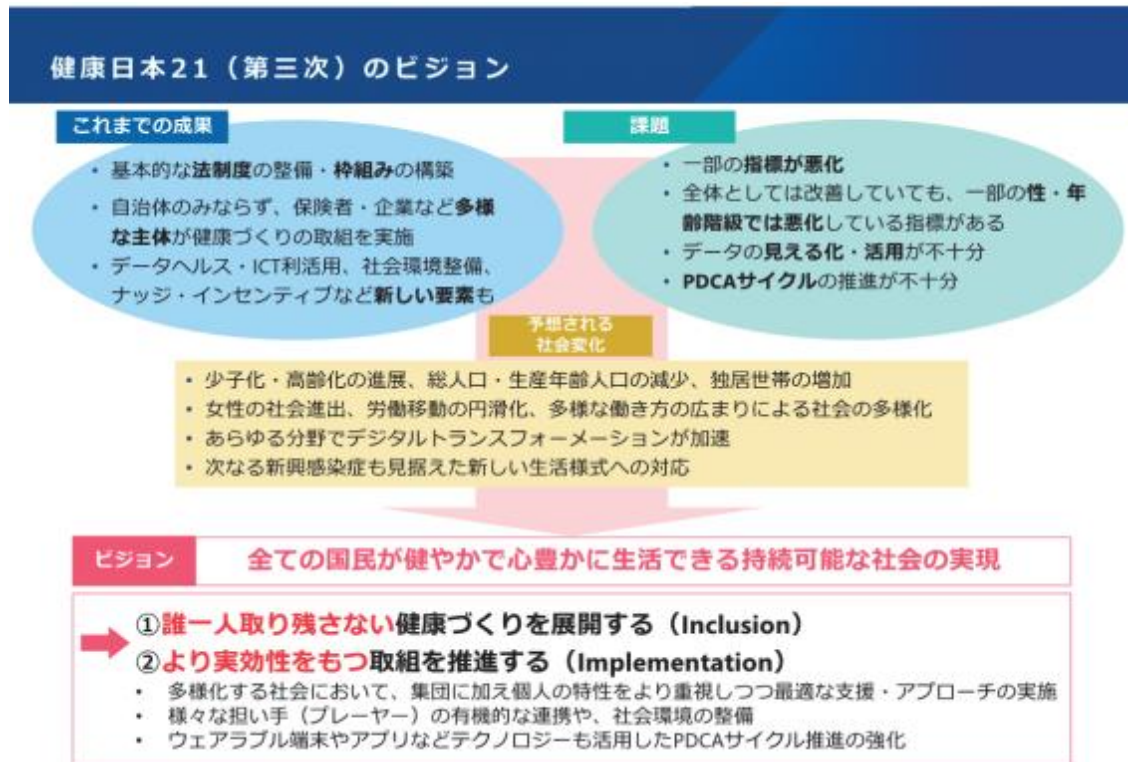 健康日本21（第三次）のビジョン
これまでの成果
・ 基本的な法制度の整備・枠組みの構築
・ 自治体のみならず、保険者・企業など多様
な主体が健康づくりの取組を実施
・ データヘルス・ICT利活用、社会環境整備、
ナッジ・インセンティブなど新しい要素も
課題
・ 一部の指標が悪化
・ 全体としては改善していても、一部の性・年
齢階級では悪化している指標がある
・ データの見える化・活用が不十分
・ PDCAサイクルの推進が不十分
予想される
社会変化
・ 少子化・高齢化の進展、総人口・生産年齢人口の減少、独居世帯の増加
・ 女性の社会進出、労働移動の円滑化、多様な働き方の広まりによる社会の多様化
・ あらゆる分野でデジタルトランスフォーメーションが加速
・ 次なる新興感染症も見据えた新しい生活様式への対応
ビジョン
全ての国民が健やかで心豊かに生活できる持続可能な社会の実現
①誰一人取り残さない健康づくりを展開する（Inclusion）
②より実効性をもつ取組を推進する（Implementation）
・ 多様化する社会において、集団に加え個人の特性をより重視しつつ最適な支援・アプローチの実施
・ 様々な担い手（プレーヤー）の有機的な連携や、社会環境の整備
・ ウェアラブル端末やアプリなどテクノロジーも活用したPDCAサイクル推進の強化